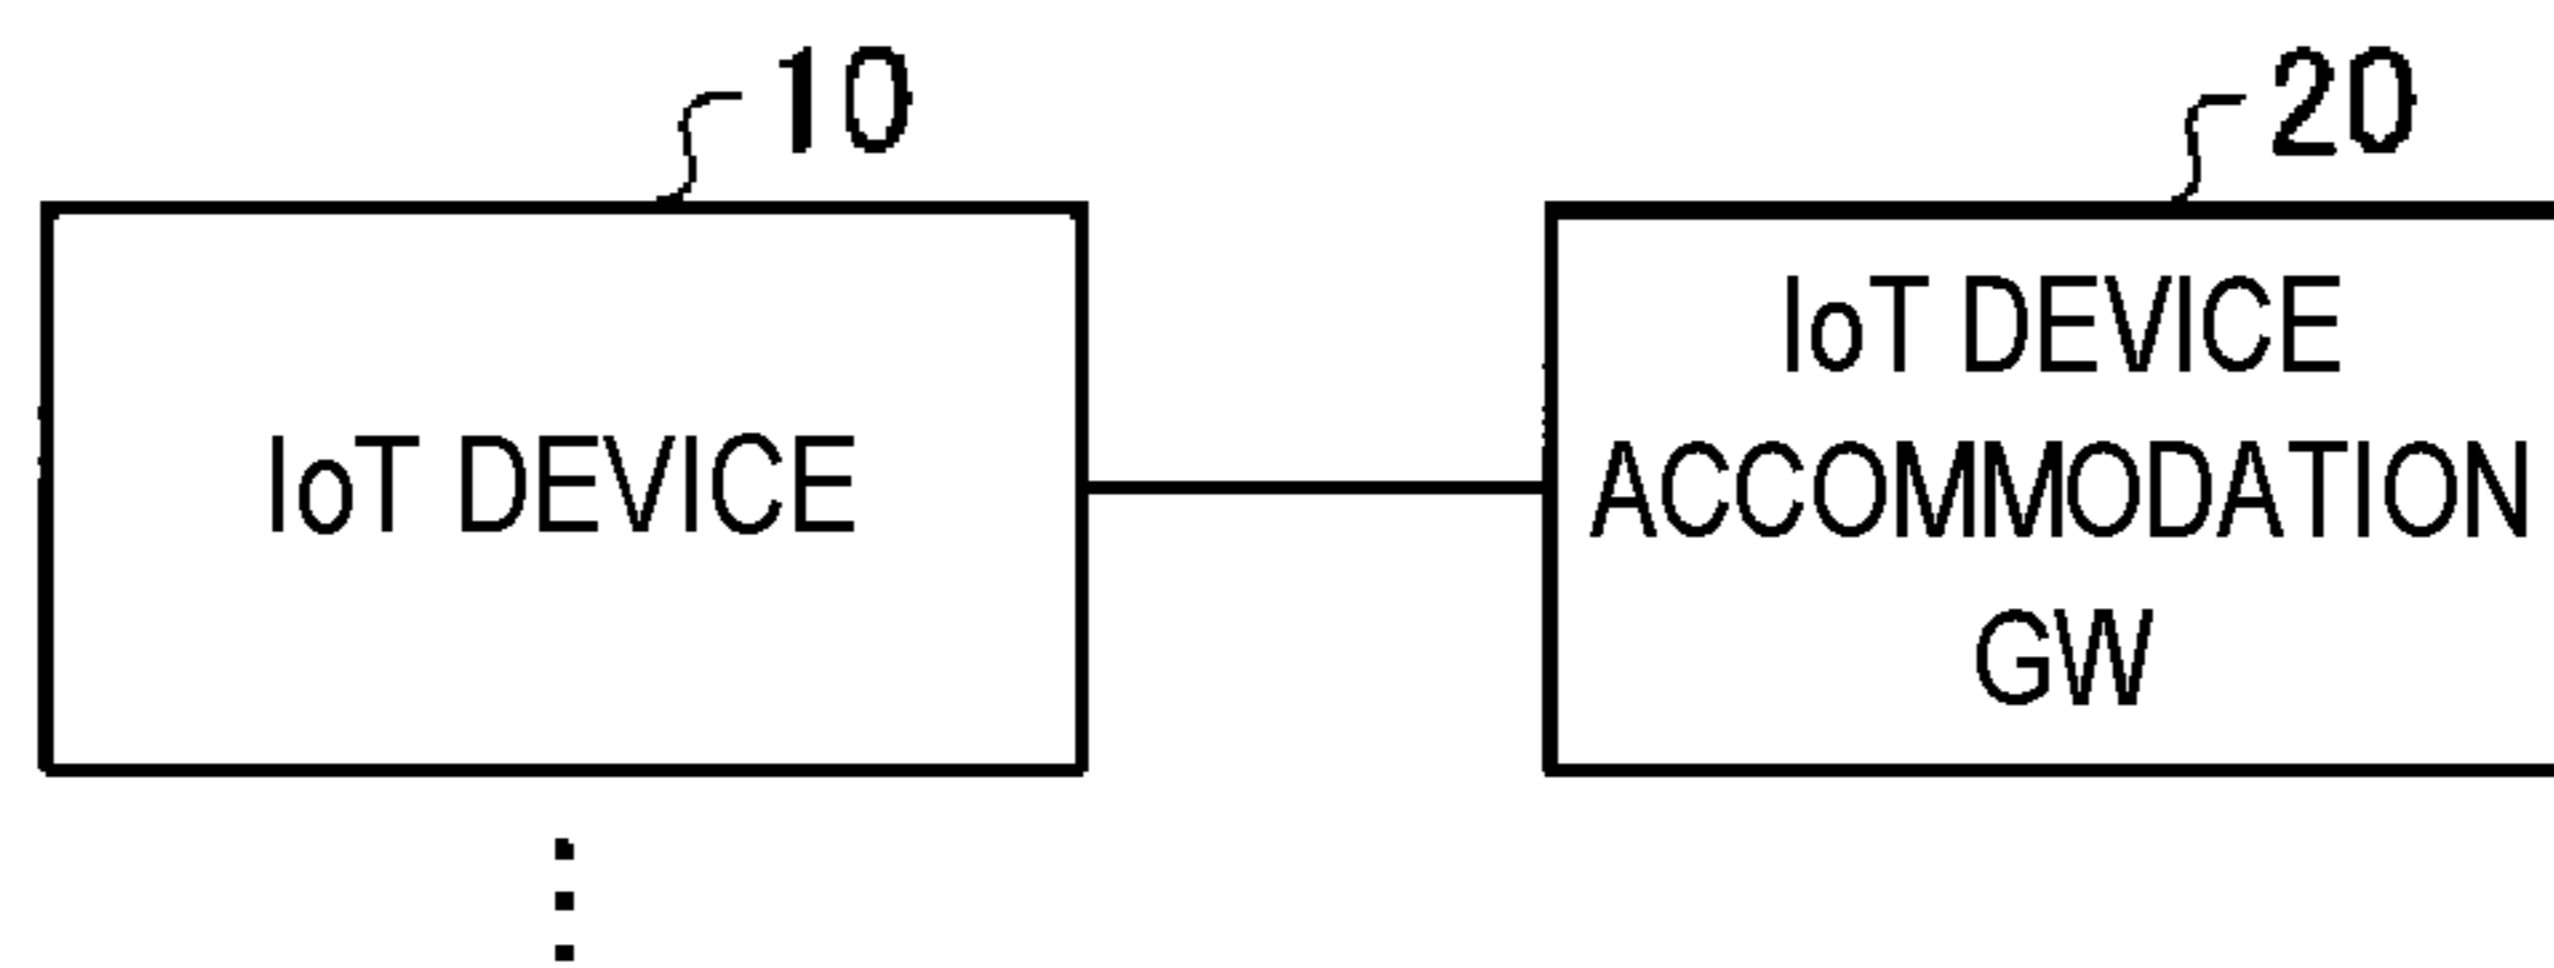 10
20
IoT DEVICE
IoT DEVICE
ACCOMMODATION
GW